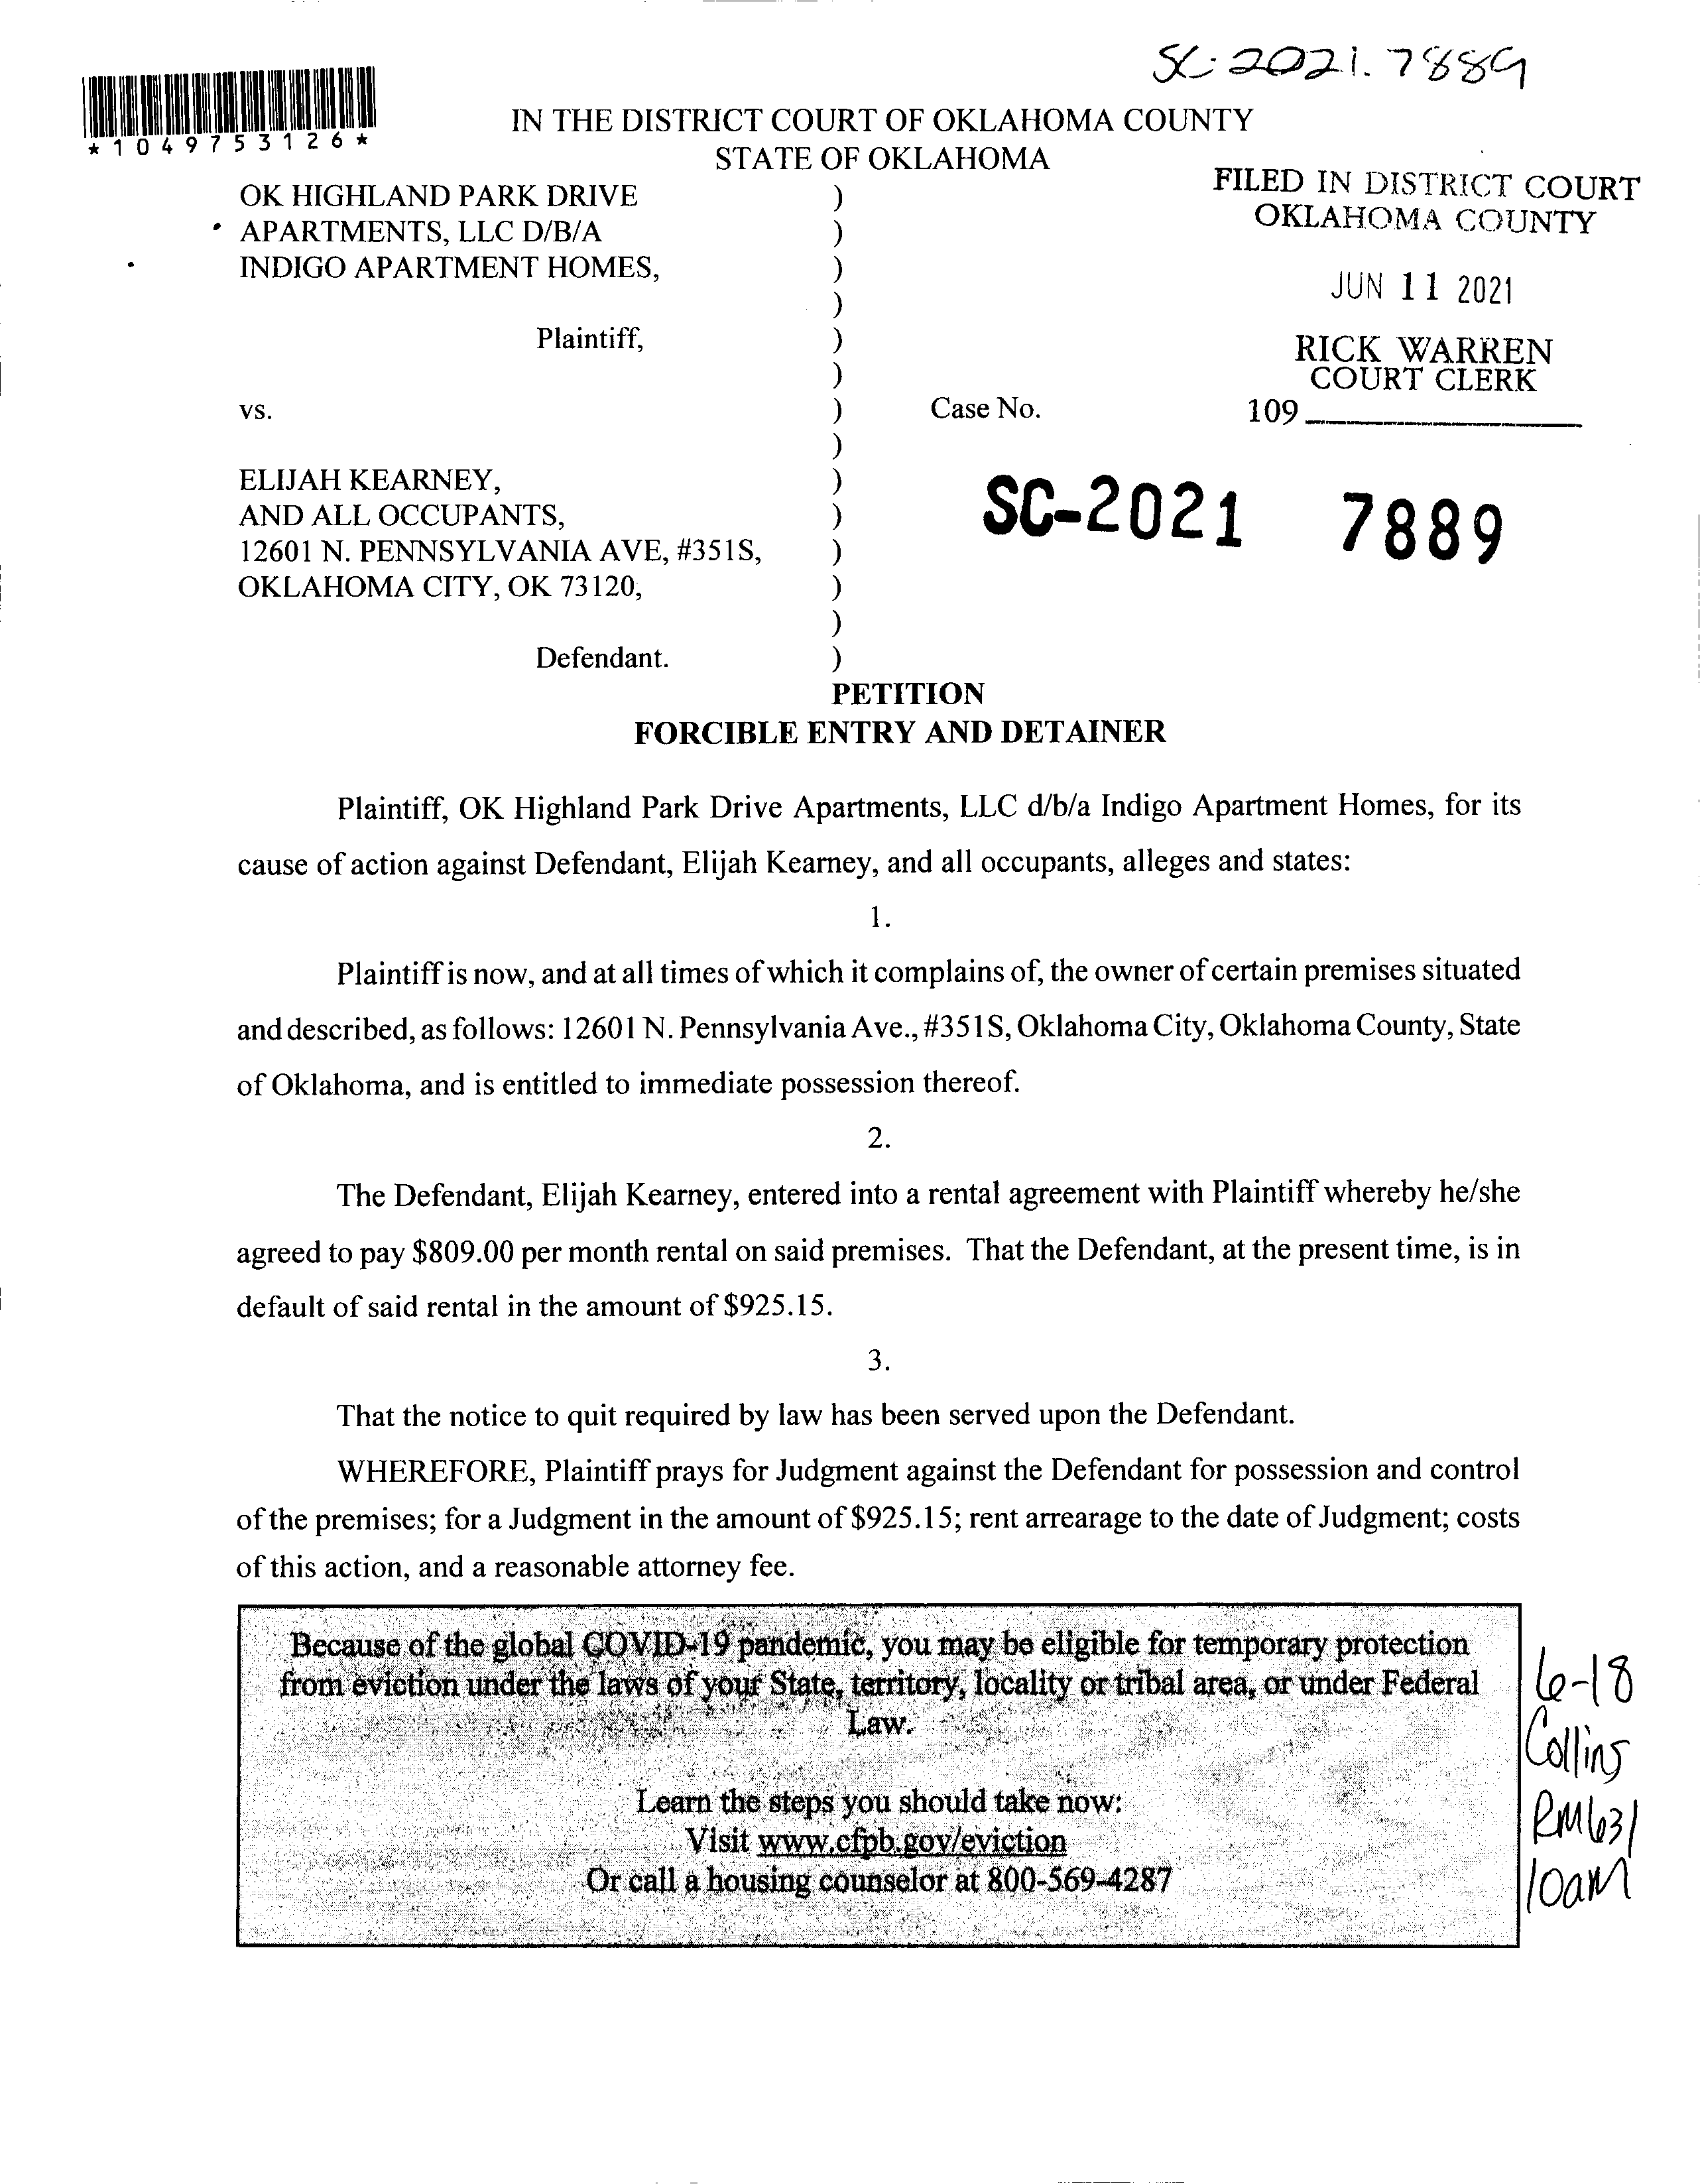 SC-2021-7889
*1049753126*
IN THE DISTRICT COURT OF OKLAHOMA COUNTY
STATE OF OKLAHOMA
FILED IN DISTRICT COURT
OKLAHOMA COUNTY
JUN 11 2021
RICK WARREN
COURT CLERK
109
OK HIGHLAND PARK DRIVE )
APARTMENTS, LLC D/B/A )
INDIGO APARTMENT HOMES, )
)
Plaintiff, )
)
vs. ) Case No.
)
ELIJAH KEARNEY, )
AND ALL OCCUPANTS, )
12601 N. PENNSYLVANIA AVE, #351S, )
OKLAHOMA CITY, OK 73120, )
)
Defendant. )
SC-2021 7889
PETITION
FORCIBLE ENTRY AND DETAINER
Plaintiff, OK Highland Park Drive Apartments, LLC d/b/a Indigo Apartment Homes, for its
cause of action against Defendant, Elijah Kearney, and all occupants, alleges and states:
1.
Plaintiff is now, and at all times of which it complains of, the owner of certain premises situated
and described, as follows: 12601 N. Pennsylvania Ave., #351S, Oklahoma City, Oklahoma County, State
of Oklahoma, and is entitled to immediate possession thereof.
2.
The Defendant, Elijah Kearney, entered into a rental agreement with Plaintiff whereby he/she
agreed to pay $809.00 per month rental on said premises. That the Defendant, at the present time, is in
default of said rental in the amount of $925.15.
3.
That the notice to quit required by law has been served upon the Defendant.
WHEREFORE, Plaintiff prays for Judgment against the Defendant for possession and control
of the premises; for a Judgment in the amount of $925.15; rent arrearage to the date of Judgment; costs
of this action, and a reasonable attorney fee.
Because of the global COVID-19 pandemic, you may be eligible for temporary protection
from eviction under the laws of your State, territory, locality or tribal area, or under Federal
Law.
Learn the steps you should take now:
Visit www.cfpb.gov/eviction
Or call a housing counselor at 800-569-4287
6-18
Collins
RM631
10am